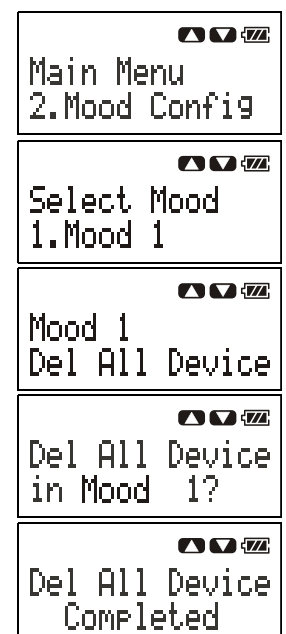 Main Menu
2.Mood Config
Select Mood
1.Mood 1
Mood 1
Del All Device
Del All Device
in Mood 1?
Del All Device
Completed